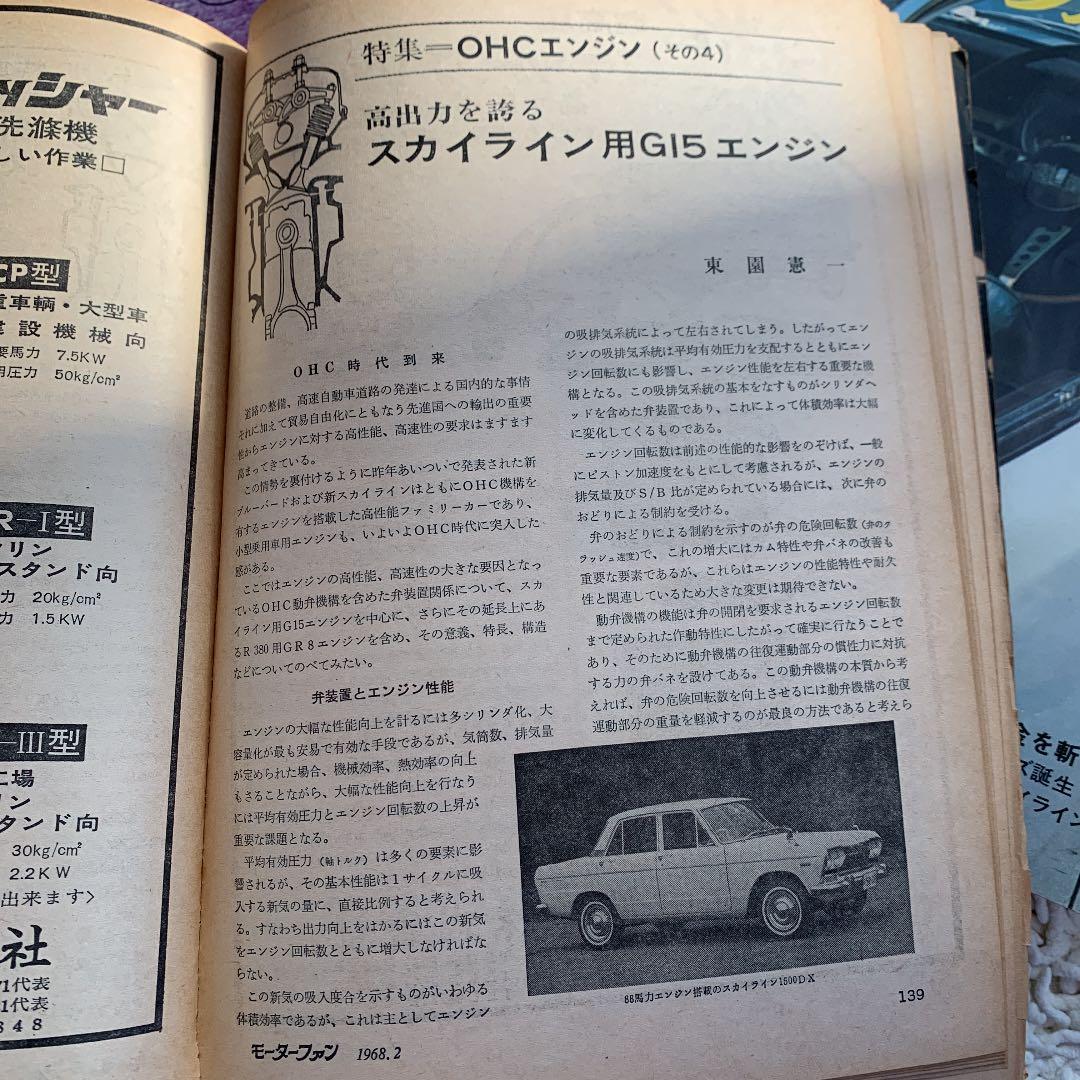 ッシャー
洗滌機
しい作業□
CP型
重車輌・大型車
建設機械向
要馬力 7.5KW
用圧力 50kg/cm²
R-I型
スタンド向
力 20kg/cm²
力 1.5KW
-III型
工場
タンド向
30kg/cm²
2.2KW
出来ます>
社
71代表
1代表
348
特集=OHCエンジン(その4)
高出力を誇る
スカイライン用G15エンジン
東園憲一
OHC時代到来
道路の整備、高速自動車道路の発達による国内的な事情
それに加えて貿易自由化にともなう先進国への輸出の重要
性からエンジンに対する高性能、高速性の要求はますます
高まってきている。
この情勢を裏付けるように昨年あいついで発表された新
ブルーバードおよび新スカイラインはともにOHC機構を
有するエンジンを搭載した高性能ファミリーカーであり、
小型乗用車用エンジンも、いよいよOHC時代に突入した
感がある。
ここではエンジンの高性能、高速性の大きな要因となっ
ているOHC動弁機構を含めた弁装置関係について、スカ
イライン用G15エンジンを中心に、さらにその延長上にあ
るR380用GR8エンジンを含め、その意義、特長、構造
などについてのべてみたい。
弁装置とエンジン性能
エンジンの大幅な性能向上を計るには多シリンダ化、大
容量化が最も安易で有効な手段であるが、気筒数、排気量
が定められた場合、機械効率、熱効率の向上
もさることながら、大幅な性能向上を行なう
には平均有効圧力とエンジン回転数の上昇が
重要な課題となる。
平均有効圧力(軸トルク)は多くの要素に影
響されるが、その基本性能は1サイクルに吸
入する新気の量に、直接比例すると考えられ
る。すなわち出力向上をはかるにはこの新気
をエンジン回転数とともに増大しなければな
らない。
この新気の吸入度合を示すものがいわゆる
体積効率であるが、これは主としてエンジン
の吸排気系統によって左右されてしまう。したがってエン
ジンの吸排気系統は平均有効圧力を支配するとともにエン
ジン回転数にも影響し、エンジン性能を左右する重要な機
構となる。この吸排気系統の基本をなすものがシリンダヘ
ッドを含めた弁装置であり、これによって体積効率は大幅
に変化してくるものである。
エンジン回転数は前述の性能的な影響をのぞけば、一般
にピストン加速度をもとにして考慮されるが、エンジンの
排気量及びS/B比が定められている場合には、次に弁の
おどりによる制約を受ける。
弁のおどりによる制約を示すのが弁の危険回転数(弁のク
ラッシュ速度)で、これの増大にはカム特性や弁バネの改善も
重要な要素であるが、これらはエンジンの性能特性や耐久
性と関連しているため大きな変更は期待できない。
動弁機構の機能は弁の開閉を要求されるエンジン回転数
まで定められた作動特性にしたがって確実に行なうことで
あり、そのために動弁機構の往復運動部分の慣性力に対抗
する力の弁バネを設けてある。この動弁機構の本質から考
えれば、弁の危険回転数を向上させるには動弁機構の往復
運動部分の重量を軽減するのが最良の方法であると考えら
88馬力エンジン搭載のスカイライン1500DX
139
モーターファン 1968.2
を斬
ズ誕生
イライン